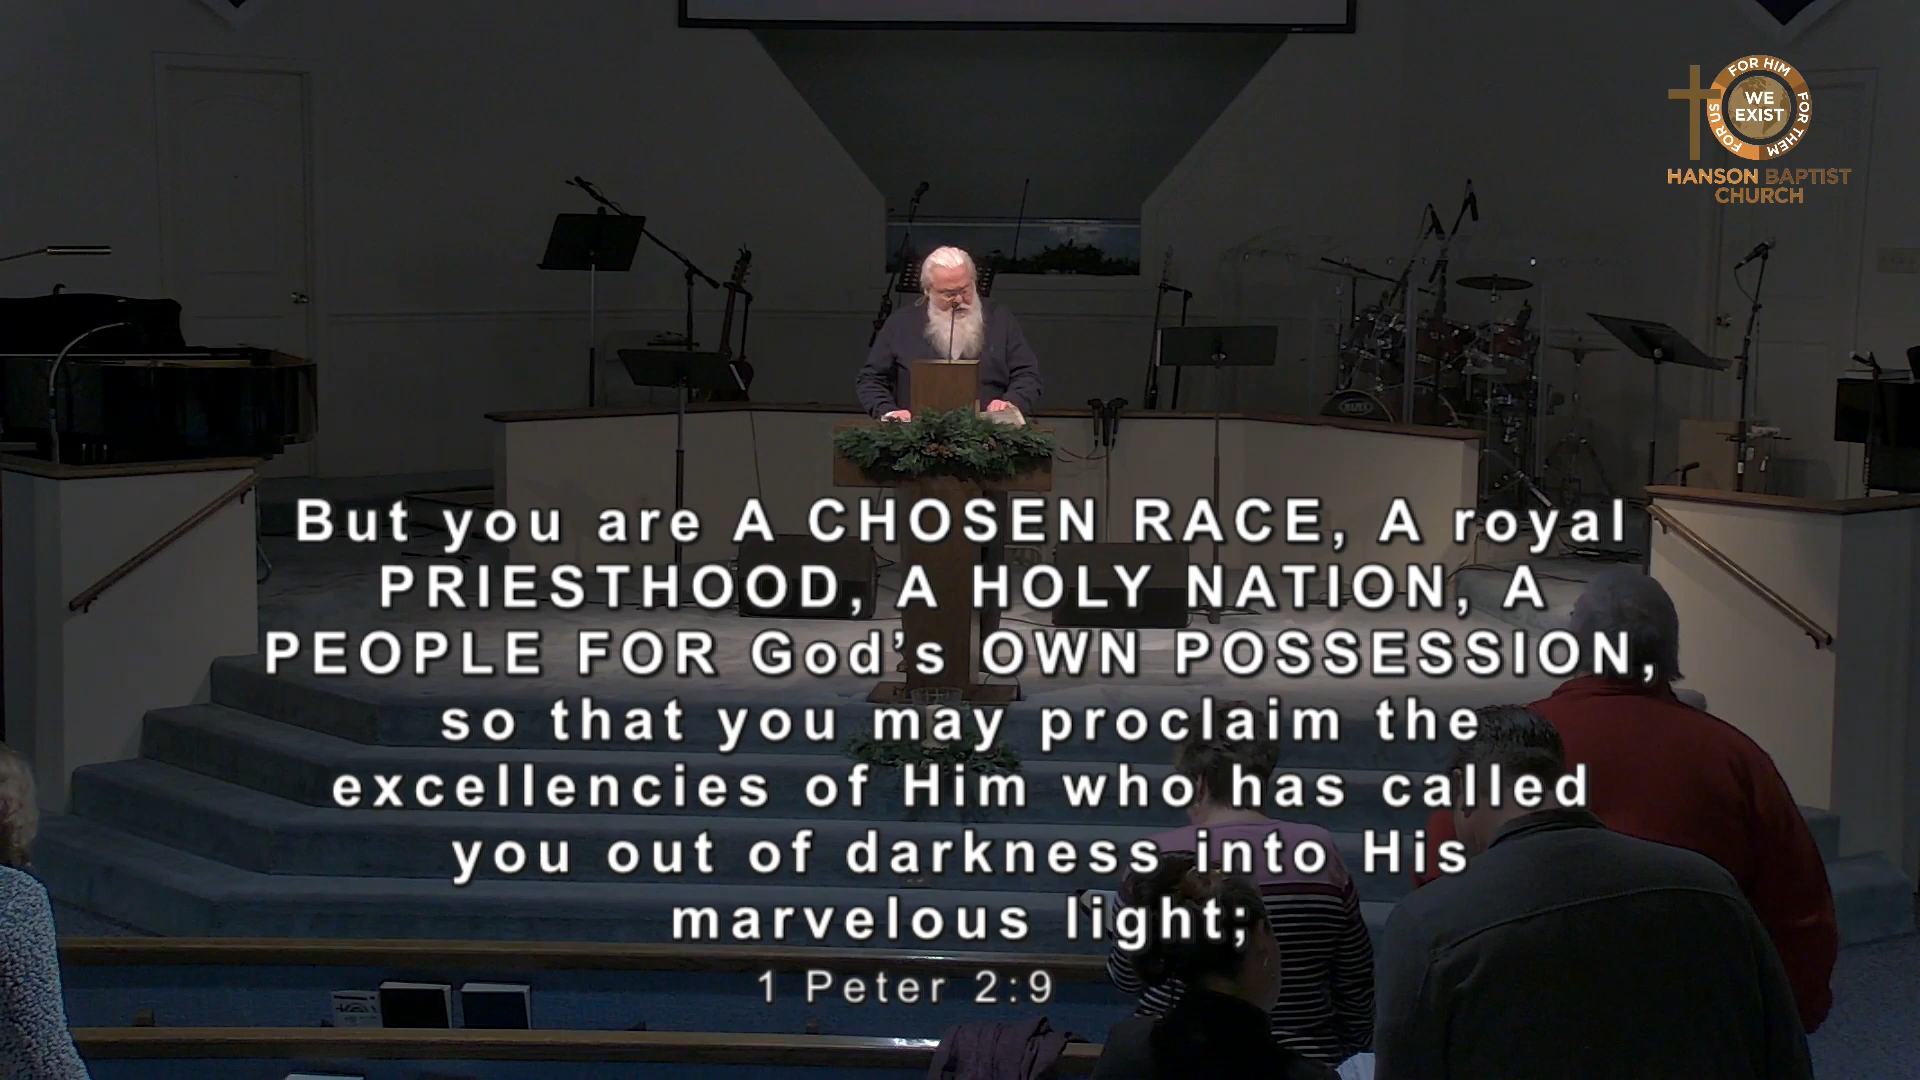 FOR HIM
FOR THEM
FOR US
WE
EXIST
HANSON BAPTIST
CHURCH
But you are A CHOSEN RACE, A royal
PRIESTHOOD, A HOLY NATION, A
PEOPLE FOR God's OWN POSSESSION,
so that you may proclaim the
excellencies of Him who has called
you out of darkness into His
marvelous light;
1 Peter 2:9